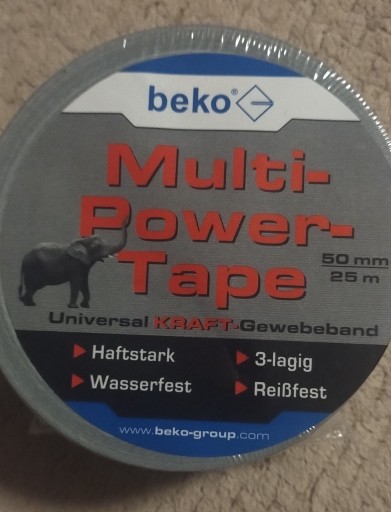 beko®
Multi-
Power-
Tape
50 mm
25 m
Universal KRAFT-Gewebeband
Haftstark
3-lagig
Wasserfest
Reißfest
www.beko-group.com